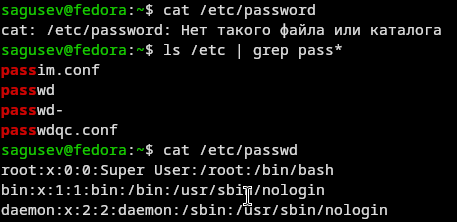 sagusev@fedora:~$ cat /etc/password
cat: /etc/password: Нет такого файла или каталога
sagusev@fedora:~$ ls /etc | grep pass*
passim.conf
passwd
passwd-
passwdqc.conf
sagusev@fedora:~$ cat /etc/passwd
root:x:0:0:Super User:/root:/bin/bash
bin:x:1:1:bin:/bin:/usr/sbin/nologin
daemon:x:2:2:daemon:/sbin:/usr/sbin/nologin